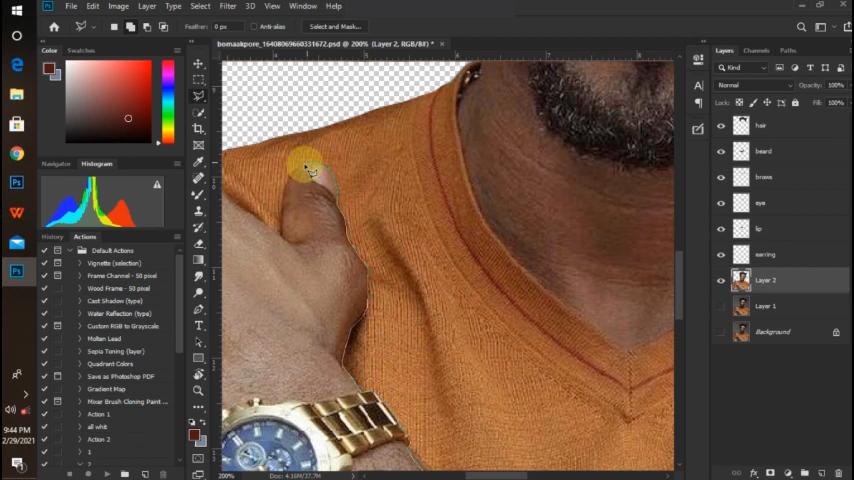 File Edit Image Layer Type Select Filter 3D View Window Help
Feather: 0 px Anti-alias Select and Mask...
Color Swatches
bomaakpore_16408069660331672.psd @ 200% (Layer 2, RGB/8#) *
Layers Channels Paths
Kind
Normal Opacity: 100%
Lock: Fill: 100%
hair
beard
brows
eye
lip
earring
Layer 2
Layer 1
Background
Navigator Histogram
History Actions
Default Actions
Vignette (selection)
Frame Channel - 50 pixel
Wood Frame - 50 pixel
Cast Shadow (type)
Water Reflection (type)
Custom RGB to Grayscale
Molten Lead
Sepia Toning (layer)
Quadrant Colors
Save as Photoshop PDF
Gradient Map
Mixer Brush Cloning Paint ...
Action 1
all whit
Action 2
1
2
9:44 PM
2/29/2021
200% Doc: 4.16M/37.7M